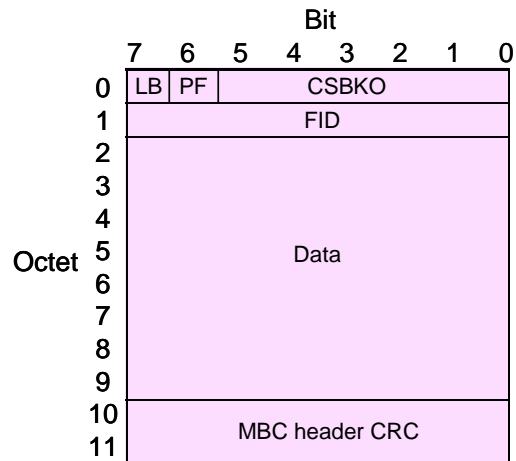 Bit
7 6 5 4 3 2 1 0
0 LB PF CSBKO
1 FID
2
3
4
Octet 5 Data
6
7
8
9
10
MBC header CRC
11